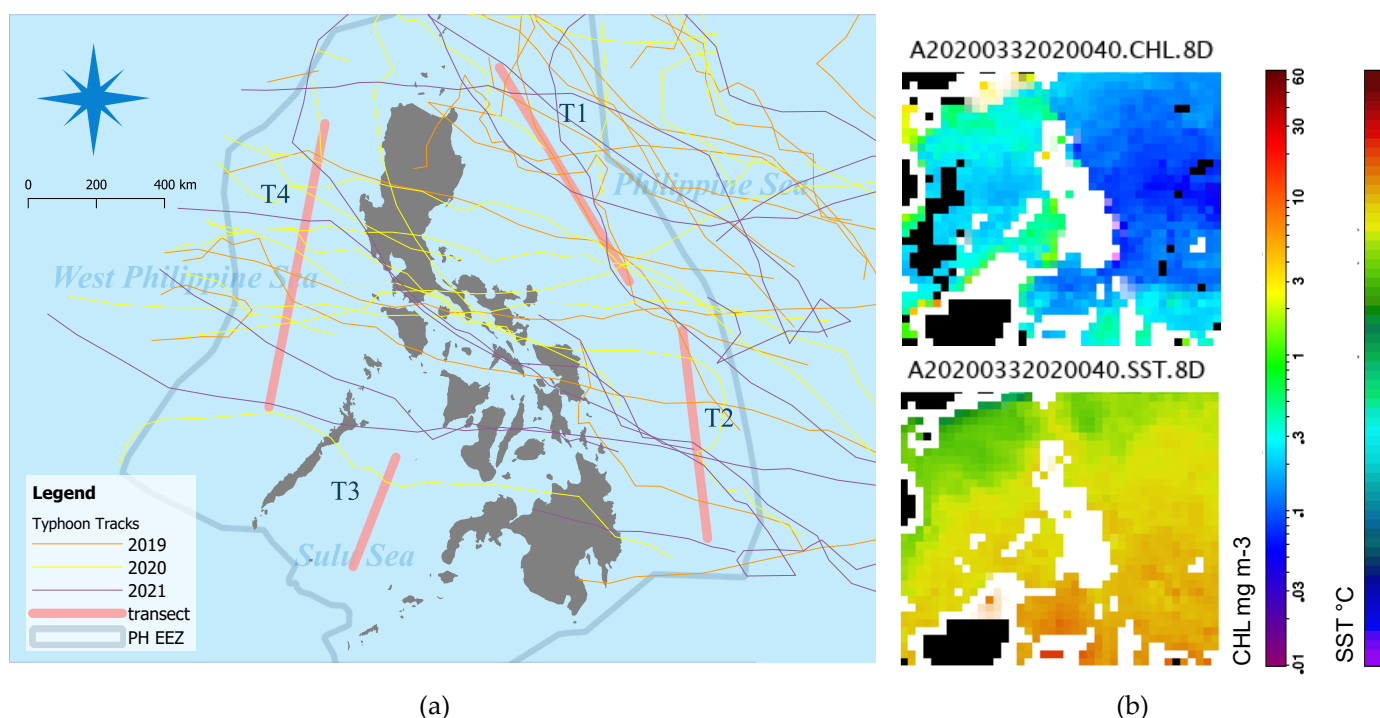 T1
Philippine Sea
T4
0 200 400 km
West Philippine Sea
T2
T3
Sulu Sea
Legend
Typhoon Tracks
2019
2020
2021
transect
PH EEZ
(a)
A20200332020040.CHL.8D
A20200332020040.SST.8D
CHL mg m-3
60
30
10
3
1
.3
.1
.03
.01
SST °C
(b)